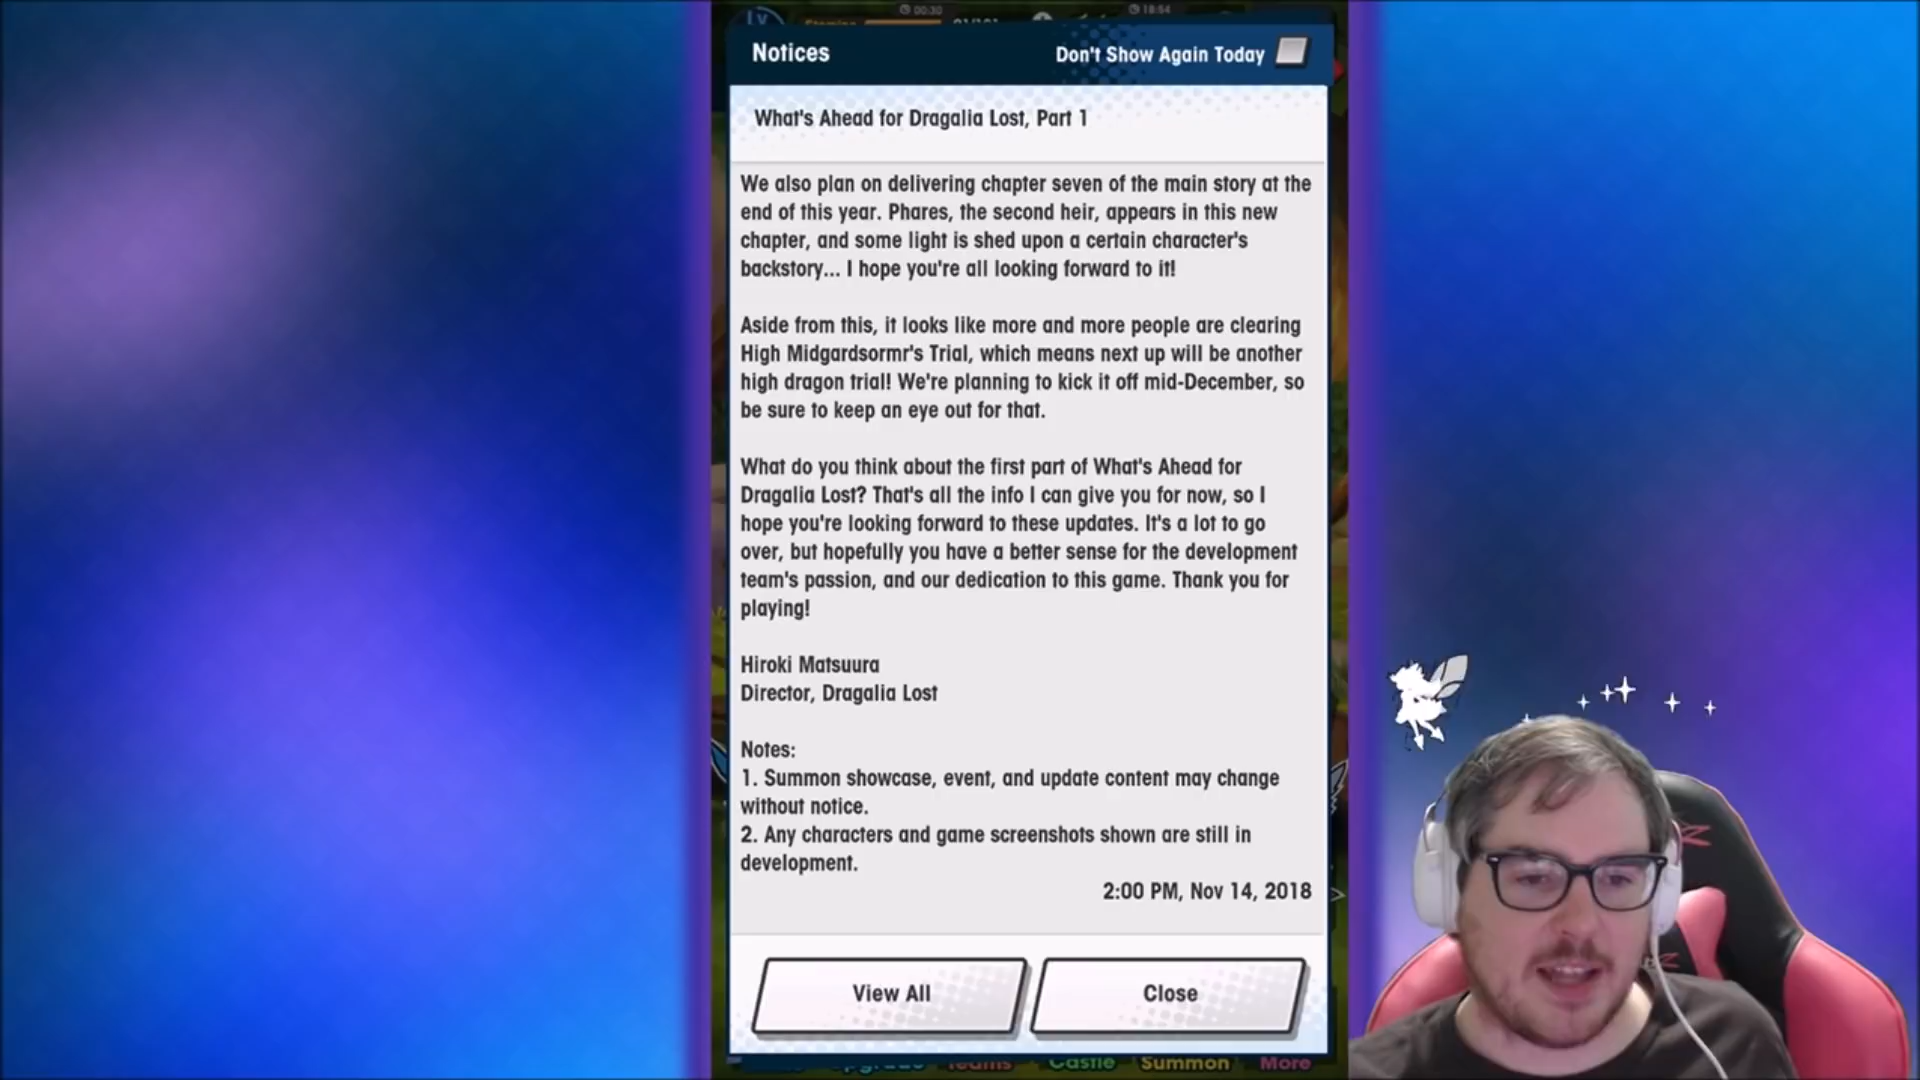 Lv
00:30
18:54
Notices
Don't Show Again Today
What's Ahead for Dragalia Lost, Part 1
We also plan on delivering chapter seven of the main story at the
end of this year. Phares, the second heir, appears in this new
chapter, and some light is shed upon a certain character's
backstory... I hope you're all looking forward to it!
Aside from this, it looks like more and more people are clearing
High Midgardsormr's Trial, which means next up will be another
high dragon trial! We're planning to kick it off mid-December, so
be sure to keep an eye out for that.
What do you think about the first part of What's Ahead for
Dragalia Lost? That's all the info I can give you for now, so I
hope you're looking forward to these updates. It's a lot to go
over, but hopefully you have a better sense for the development
team's passion, and our dedication to this game. Thank you for
playing!
Hiroki Matsuura
Director, Dragalia Lost
Notes:
1. Summon showcase, event, and update content may change
without notice.
2. Any characters and game screenshots shown are still in
development.
2:00 PM, Nov 14, 2018
View All
Close
Upgrade Teams Castle Summon More